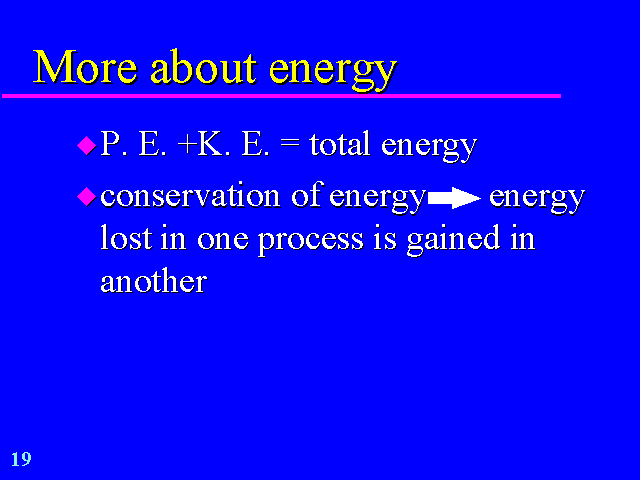 More about energy
P. E. +K. E. = total energy
conservation of energy energy
lost in one process is gained in
another
19